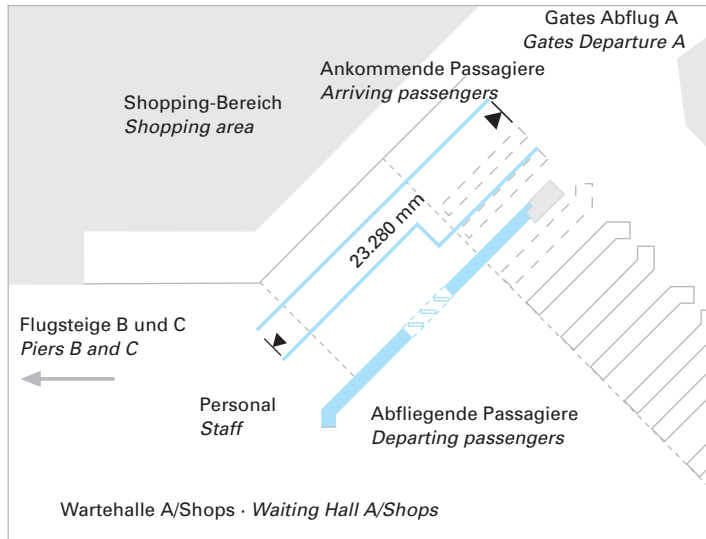 Gates Abflug A
Gates Departure A
Ankommende Passagiere
Arriving passengers
Shopping-Bereich
Shopping area
23.280 mm
Flugsteige B und C
Piers B and C
Personal
Staff
Abfliegende Passagiere
Departing passengers
Wartehalle A/Shops · Waiting Hall A/Shops